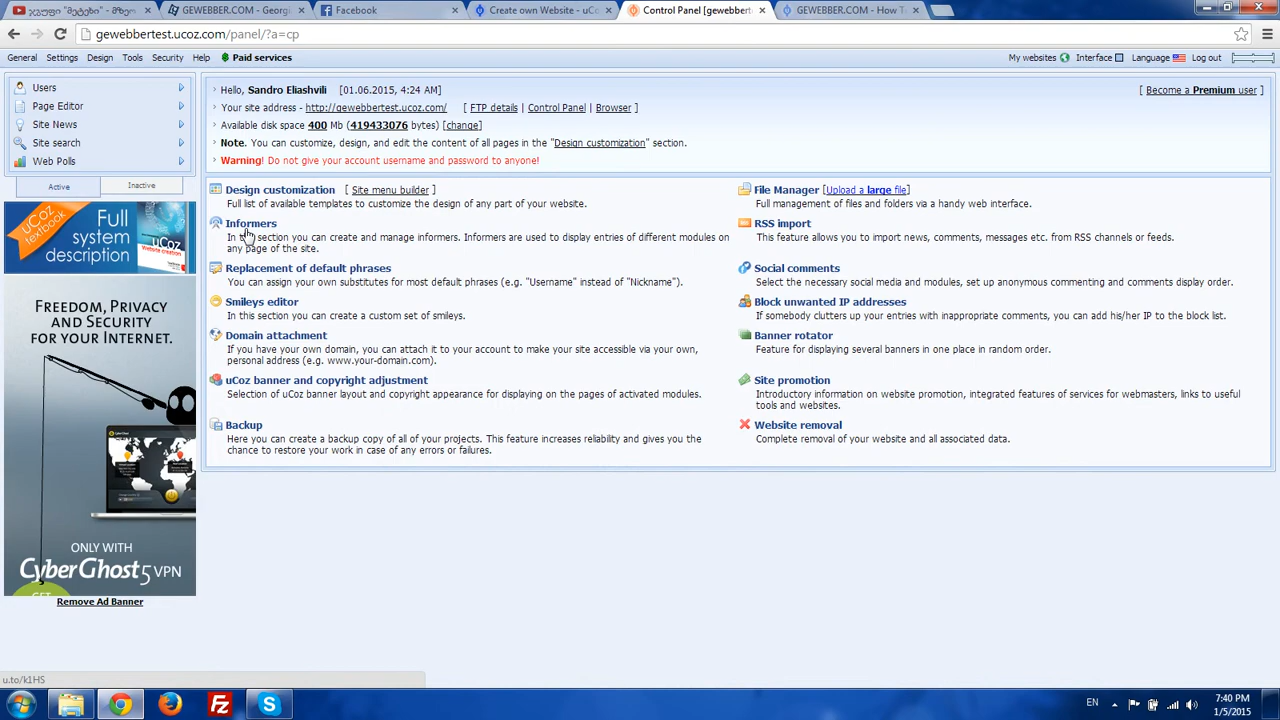 ჯგუფი "მეტეხი" - მზო
GEWEBBER.COM - Georgi
Facebook
Create own Website - uCo
Control Panel [gewebbert
GEWEBBER.COM - How T
gewebbertest.ucoz.com/panel/?a=cp
General Settings Design Tools Security Help Paid services
My websites Interface Language Log out
Users
Page Editor
Site News
Site search
Web Polls
Active Inactive
uCoz textbook
Full system description
uCoz
Website creation
FREEDOM, PRIVACY
AND SECURITY
FOR YOUR INTERNET.
ONLY WITH
CyberGhost 5 VPN
GET
Remove Ad Banner
Hello, Sandro Eliashvili [01.06.2015, 4:24 AM]
[ Become a Premium user ]
Your site address - http://gewebbertest.ucoz.com/ [ FTP details | Control Panel | Browser ]
Available disk space 400 Mb (419433076 bytes) [change]
Note. You can customize, design, and edit the content of all pages in the "Design customization" section.
Warning! Do not give your account username and password to anyone!
Design customization [ Site menu builder ]
Full list of available templates to customize the design of any part of your website.
Informers
In section you can create and manage informers. Informers are used to display entries of different modules on
any page of the site.
Replacement of default phrases
You can assign your own substitutes for most default phrases (e.g. "Username" instead of "Nickname").
Smileys editor
In this section you can create a custom set of smileys.
Domain attachment
If you have your own domain, you can attach it to your account to make your site accessible via your own,
personal address (e.g. www.your-domain.com).
uCoz banner and copyright adjustment
Selection of uCoz banner layout and copyright appearance for displaying on the pages of activated modules.
Backup
Here you can create a backup copy of all of your projects. This feature increases reliability and gives you the
chance to restore your work in case of any errors or failures.
File Manager [Upload a large file]
Full management of files and folders via a handy web interface.
RSS import
This feature allows you to import news, comments, messages etc. from RSS channels or feeds.
Social comments
Select the necessary social media and modules, set up anonymous commenting and comments display order.
Block unwanted IP addresses
If somebody clutters up your entries with inappropriate comments, you can add his/her IP to the block list.
Banner rotator
Feature for displaying several banners in one place in random order.
Site promotion
Introductory information on website promotion, integrated features of services for webmasters, links to useful
tools and websites.
Website removal
Complete removal of your website and all associated data.
u.to/k1HS
EN
7:40 PM
1/5/2015